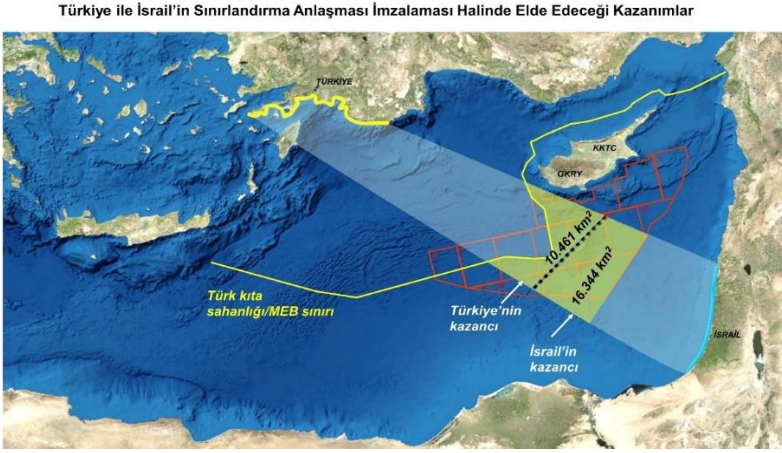 Türkiye ile İsrail’in Sınırlandırma Anlaşması İmzalaması Halinde Elde Edeceği Kazanımlar
TÜRKİYE
KKTC
GKRY
10.461 km²
16.344 km²
Türk kıta
sahanlığı/MEB sınırı
Türkiye’nin
kazancı
İsrail’in
kazancı
İSRAİL